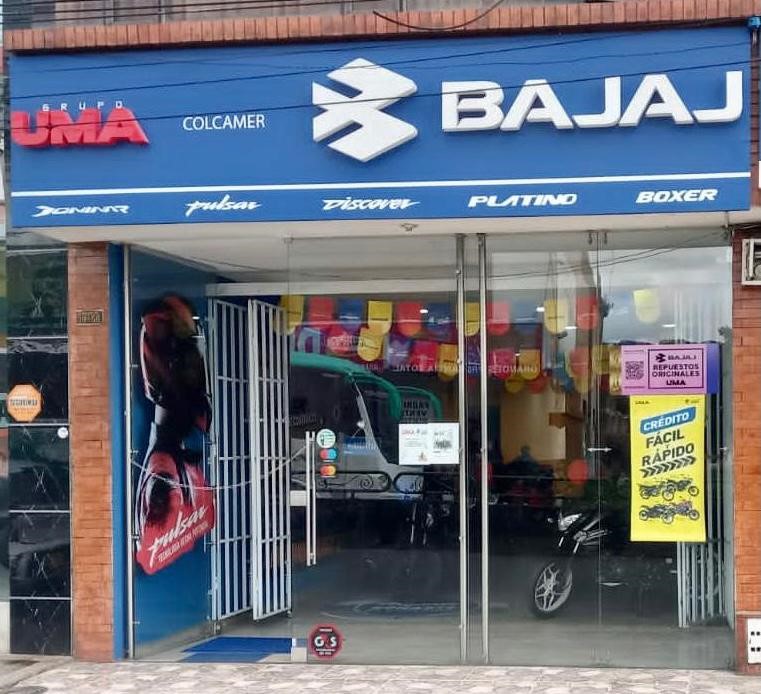 GRUPO
UMA
COLCAMER
BAJAJ
DOMINAR
pulsar
DISCOVER
PLATINO
BOXER
BAJAJ
REPUESTOS
ORIGINALES
UMA
CRÉDITO
FÁCIL
Y
RÁPIDO
pulsar